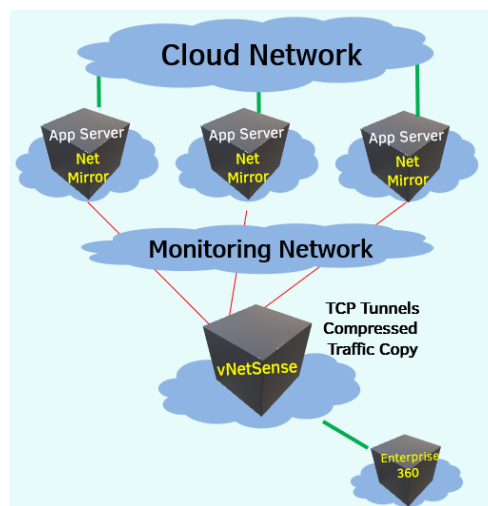 Cloud Network
App Server
Net
Mirror
App Server
Net
Mirror
App Server
Net
Mirror
Monitoring Network
TCP Tunnels
Compressed
Traffic Copy
vNetSense
Enterprise
360